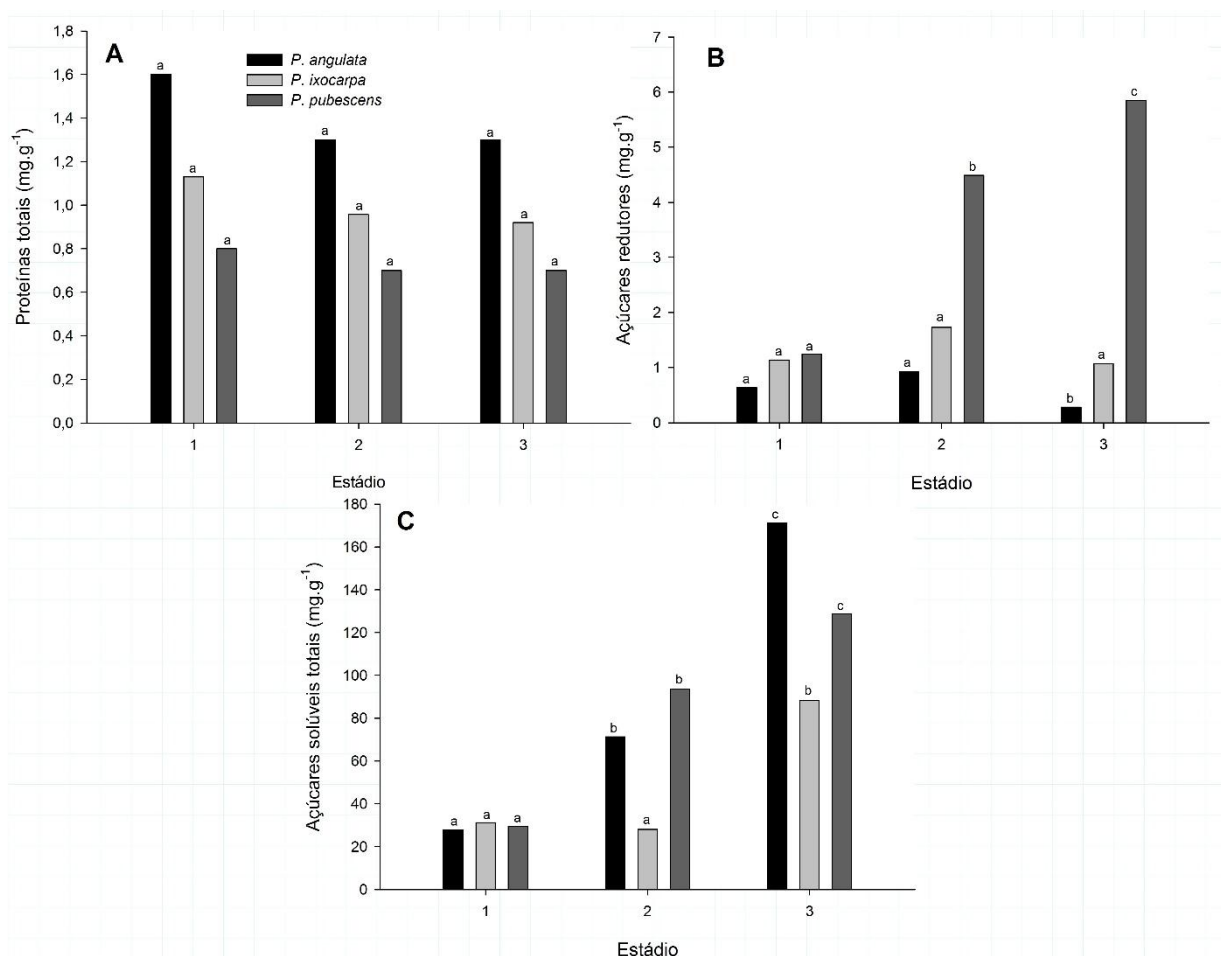 A
P. angulata
P. ixocarpa
P. pubescens
Proteínas totais (mg.g-1)
1,8
1,6
1,4
1,2
1,0
0,8
0,6
0,4
0,2
0,0
a
a
a
a
a
a
a
a
a
1
2
3
Estádio
B
Açúcares redutores (mg.g-1)
7
6
5
4
3
2
1
0
a
a
a
a
a
b
b
a
c
1
2
3
Estádio
C
Açúcares solúveis totais (mg.g-1)
180
160
140
120
100
80
60
40
20
0
a
a
a
b
a
b
c
b
c
1
2
3
Estádio